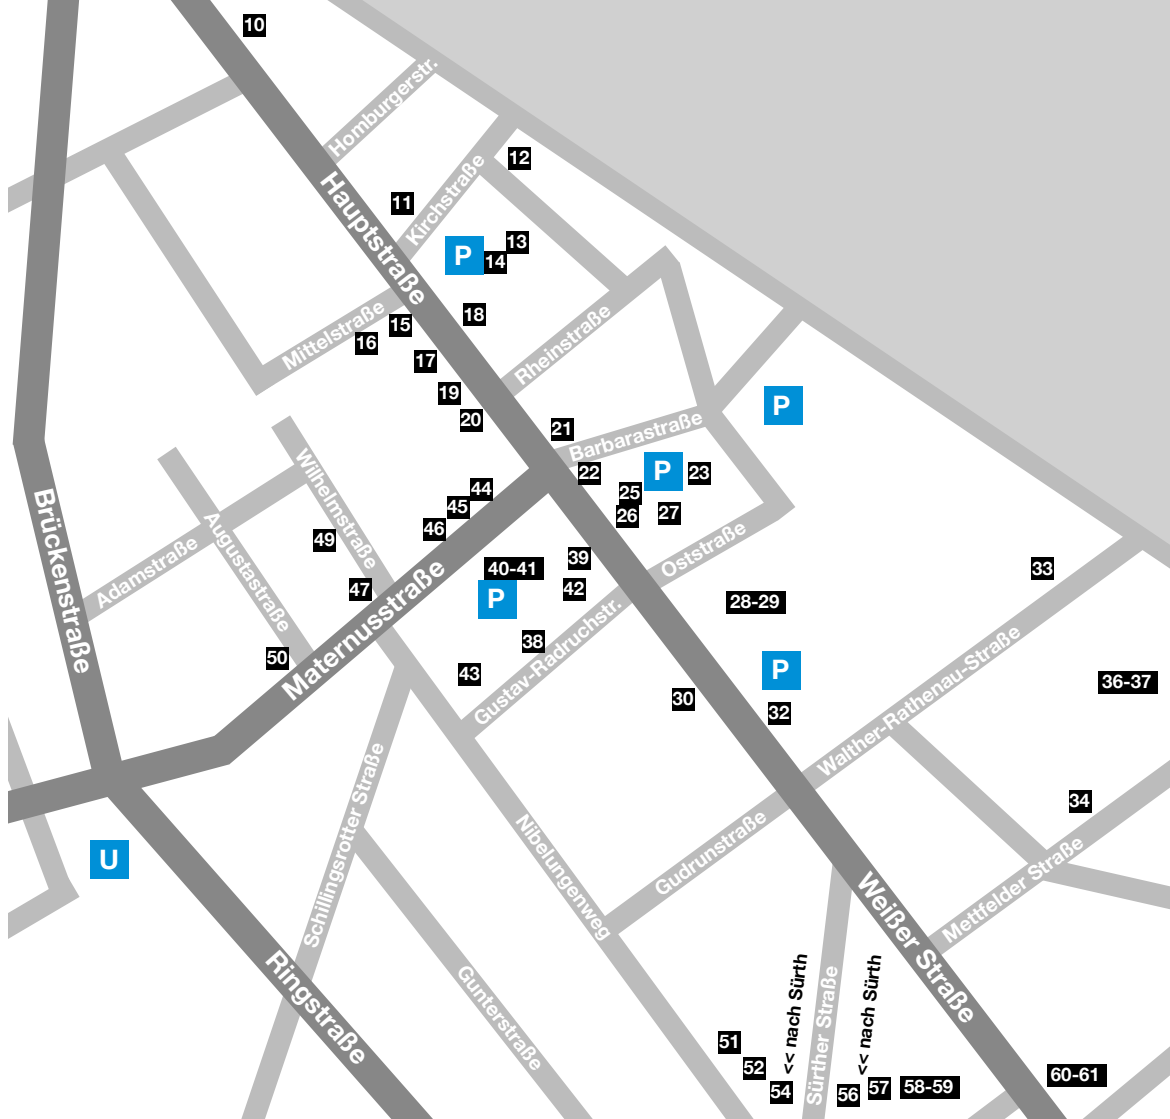 10
Homburgerstr.
12
Kirchstraße
11
Hauptstraße
13
P
14
18
15
Mittelstraße
16
Rheinstraße
17
19
P
20
21
Barbarastraße
22
P
23
44
25
45
26
27
46
Wilhelmstraße
Brückenstraße
49
Augustastraße
Adamstraße
Oststraße
39
40-41
33
47
42
P
28-29
Maternusstraße
Gustav-Radruchstr.
38
50
43
P
Walther-Rathenau-Straße
36-37
30
32
34
Schillingsrotter Straße
Nibelungenweg
Gudrunstraße
U
Mettfelder Straße
Weißer Straße
Ringstraße
Gunterstraße
<< nach Sürth
Sürther Straße
<< nach Sürth
51
52
54
56
57
58-59
60-61